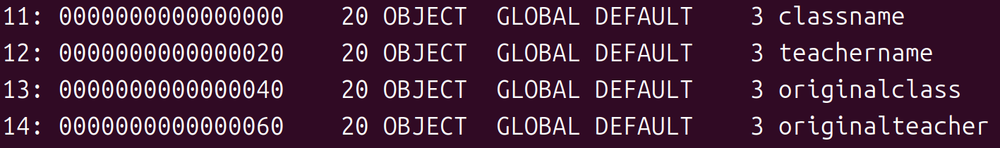 11: 0000000000000000    20 OBJECT  GLOBAL DEFAULT    3 classname
12: 0000000000000020    20 OBJECT  GLOBAL DEFAULT    3 teachername
13: 0000000000000040    20 OBJECT  GLOBAL DEFAULT    3 originalclass
14: 0000000000000060    20 OBJECT  GLOBAL DEFAULT    3 originalteacher